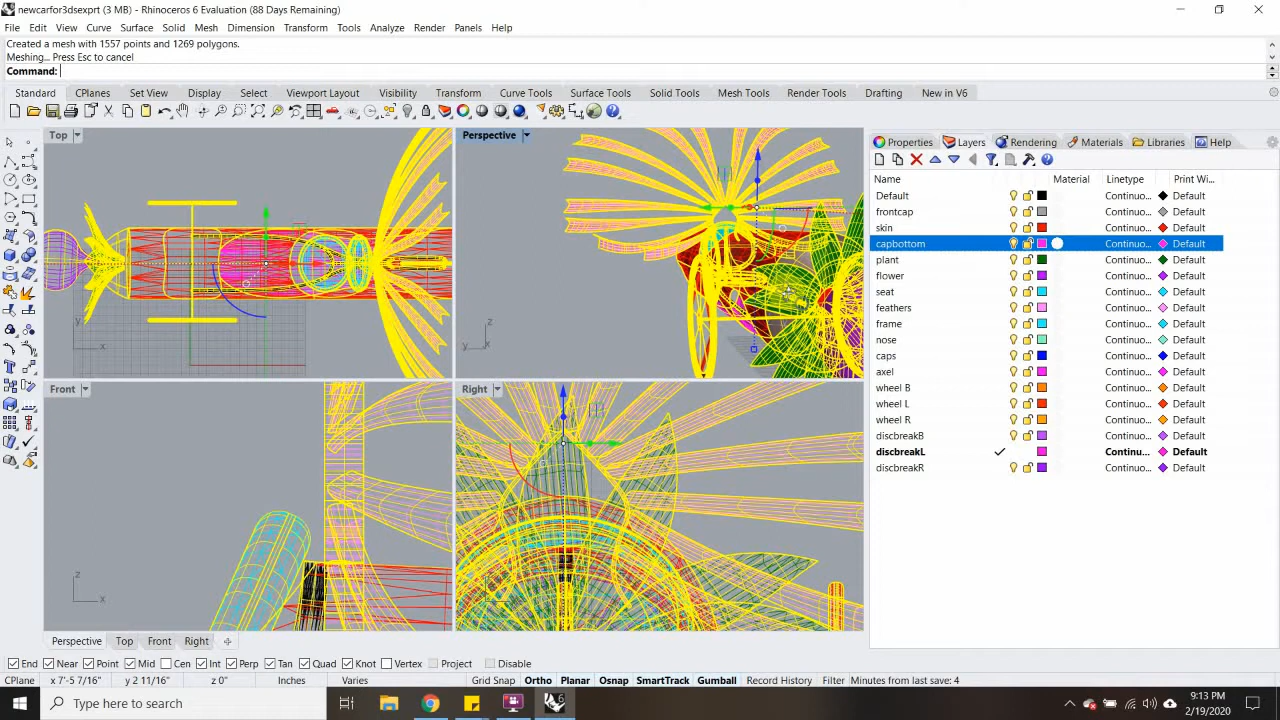 newcarfor3dsexprt (3 MB) - Rhinoceros 6 Evaluation (88 Days Remaining)
File Edit View Curve Surface Solid Mesh Dimension Transform Tools Analyze Render Panels Help
Created a mesh with 1557 points and 1269 polygons.
Meshing... Press Esc to cancel
Command:
Standard CPlanes Set View Display Select Viewport Layout Visibility Transform Curve Tools Surface Tools Solid Tools Mesh Tools Render Tools Drafting New in V6
Top
Perspective
Properties Layers Rendering Materials Libraries Help
Name Material Linetype Print Wi...
Default Continuo... Default
frontcap Continuo... Default
skin Continuo... Default
capbottom Continuo... Default
plant Continuo... Default
flower Continuo... Default
seat Continuo... Default
feathers Continuo... Default
frame Continuo... Default
nose Continuo... Default
caps Continuo... Default
axel Continuo... Default
wheel B Continuo... Default
wheel L Continuo... Default
wheel R Continuo... Default
discbreakB Continuo... Default
discbreakL Continu... Default
discbreakR Continuo... Default
y x
z y x
Front
Right
z x
Perspective Top Front Right
End Near Point Mid Cen Int Perp Tan Quad Knot Vertex Project Disable
CPlane x 7'-5 7/16" y 2 11/16" z 0" Inches Varies Grid Snap Ortho Planar Osnap SmartTrack Gumball Record History Filter Minutes from last save: 4
Type here to search
9:13 PM
2/19/2020